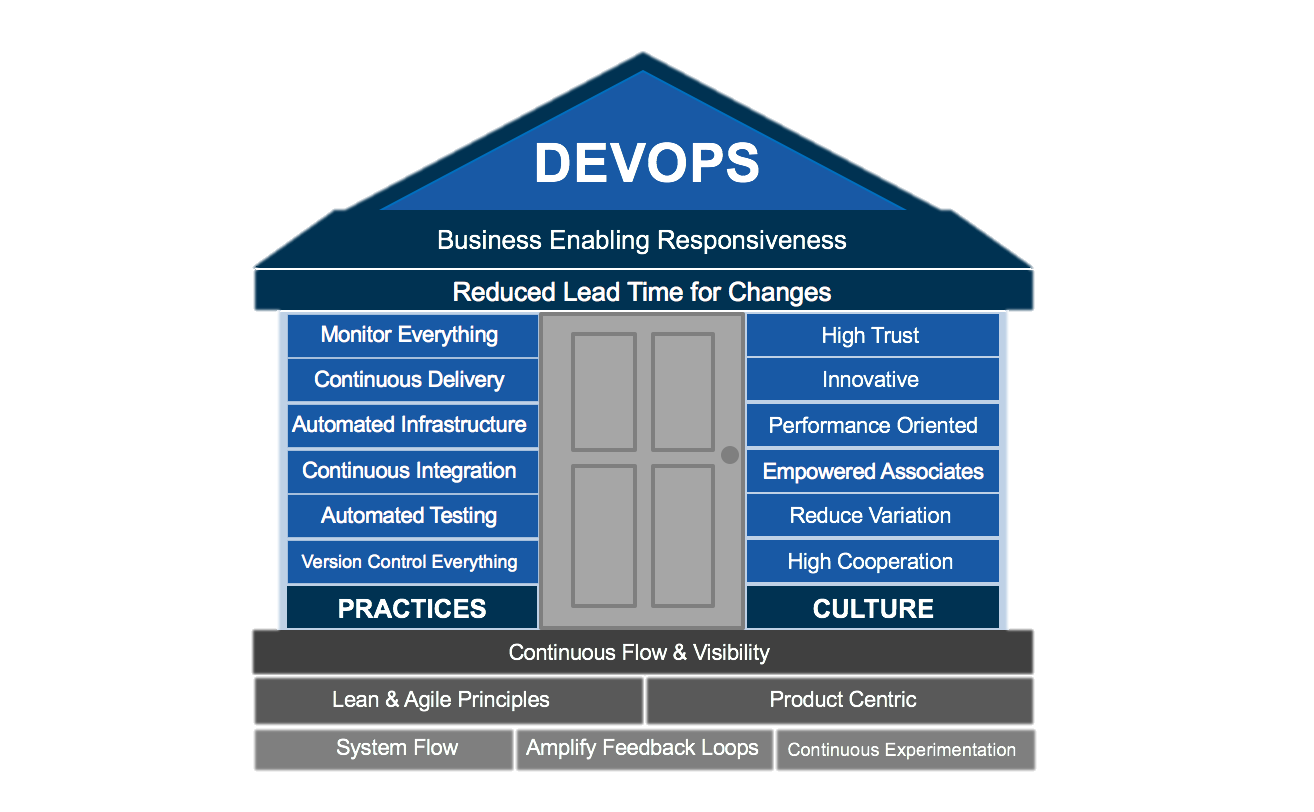 DEVOPS
Business Enabling Responsiveness
Reduced Lead Time for Changes
Monitor Everything
Continuous Delivery
Automated Infrastructure
Continuous Integration
Automated Testing
Version Control Everything
PRACTICES
High Trust
Innovative
Performance Oriented
Empowered Associates
Reduce Variation
High Cooperation
CULTURE
Continuous Flow & Visibility
Lean & Agile Principles
Product Centric
System Flow
Amplify Feedback Loops
Continuous Experimentation